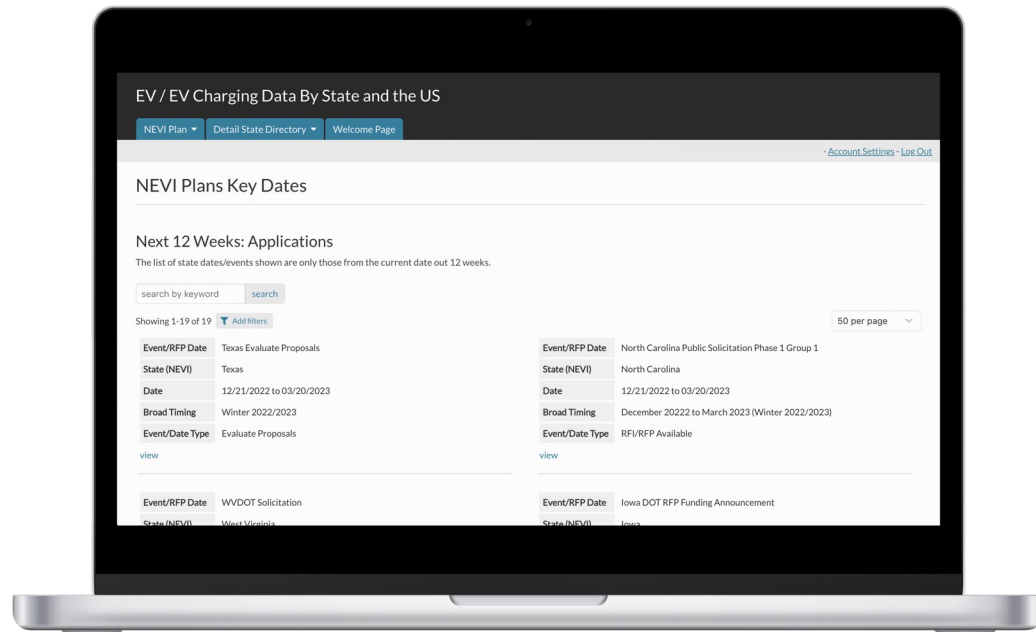 EV / EV Charging Data By State and the US
NEVI Plan Detail State Directory Welcome Page
- Account Settings - Log Out
NEVI Plans Key Dates
Next 12 Weeks: Applications
The list of state dates/events shown are only those from the current date out 12 weeks.
search by keyword search
Showing 1-19 of 19 Add filters 50 per page
Event/RFP Date Texas Evaluate Proposals
State (NEVI) Texas
Date 12/21/2022 to 03/20/2023
Broad Timing Winter 2022/2023
Event/Date Type Evaluate Proposals
view
Event/RFP Date North Carolina Public Solicitation Phase 1 Group 1
State (NEVI) North Carolina
Date 12/21/2022 to 03/20/2023
Broad Timing December 20222 to March 2023 (Winter 2022/2023)
Event/Date Type RFI/RFP Available
view
Event/RFP Date WVDOT Solicitation
State (NEVI) West Virginia
Event/RFP Date Iowa DOT RFP Funding Announcement
State (NEVI) Iowa